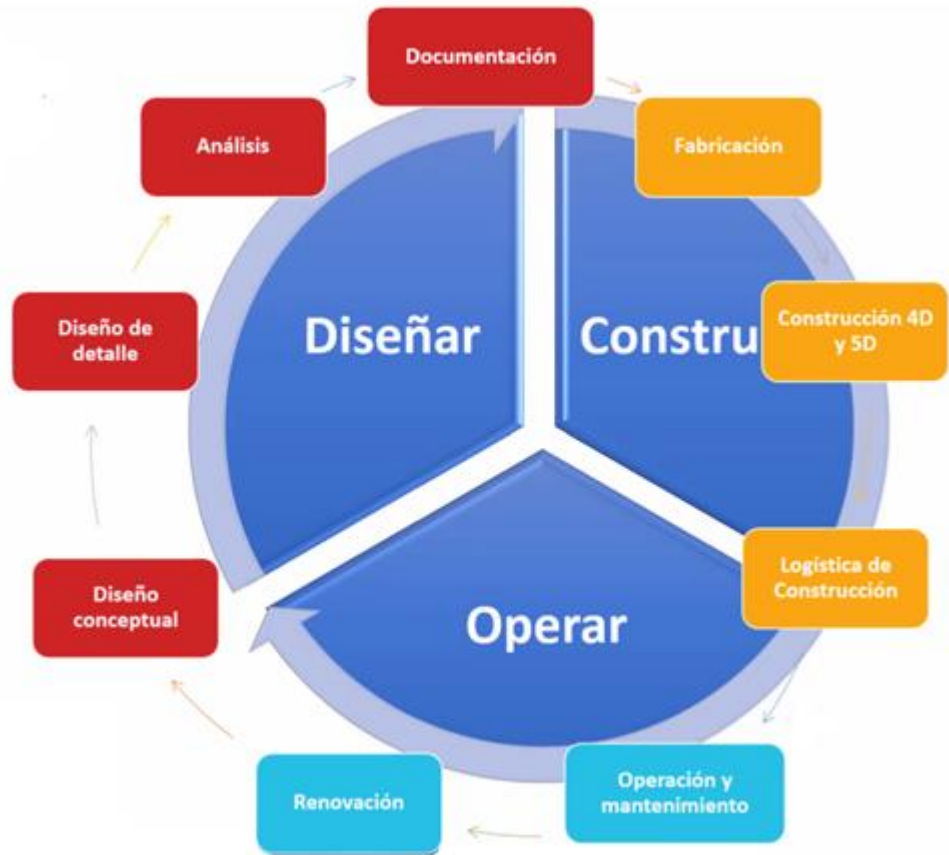 Documentación
Análisis
Fabricación
Diseñar
Constru
Diseño de
detalle
Construcción 4D
y 5D
Diseño
conceptual
Logística de
Construcción
Operar
Renovación
Operación y
mantenimiento